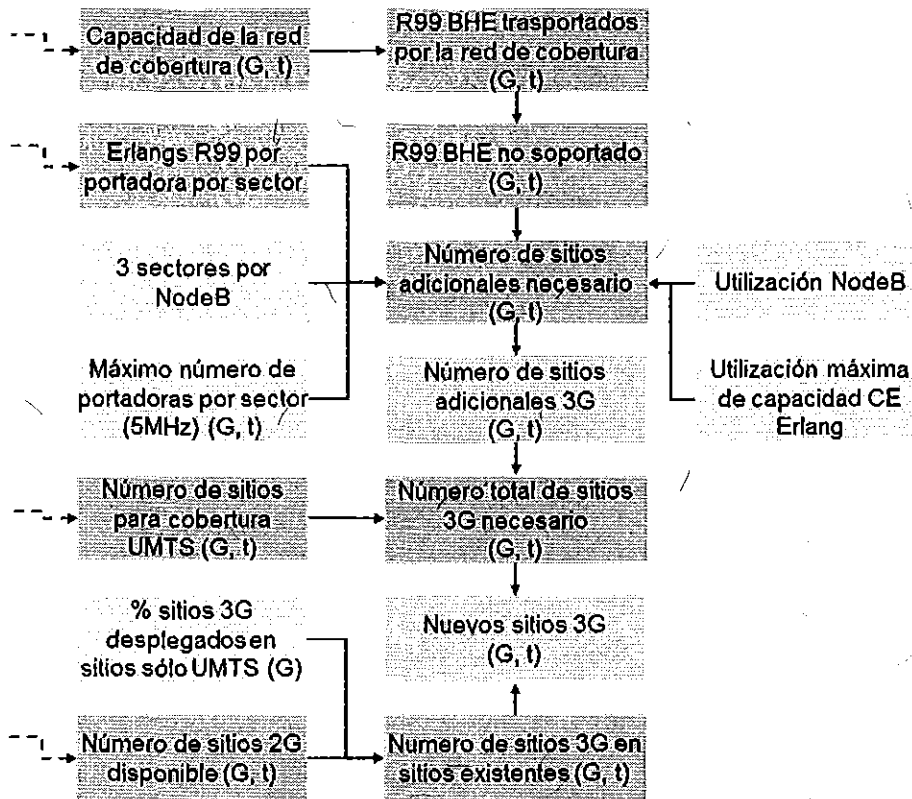 Capacidad de la red
de cobertura (G, t)
R99 BHE trasportados
por la red de cobertura
(G, t)
Erlangs R99 por
portadora por sector
R99 BHE no soportado
(G, t)
3 sectores por
NodeB
Número de sitios
adicionales necesario
(G, t)
Utilización NodeB
Máximo número de
portadoras por sector
(5MHz) (G, t)
Número de sitios
adicionales 3G
(G, t)
Utilización máxima
de capacidad CE
Erlang
Número de sitios
para cobertura
UMTS (G, t)
Número total de sitios
3G necesario
(G, t)
% sitios 3G
desplegados en
sitios sólo UMTS (G)
Nuevos sitios 3G
(G, t)
Número de sitios 2G
disponible (G, t)
Numero de sitios 3G en
sitios existentes (G, t)